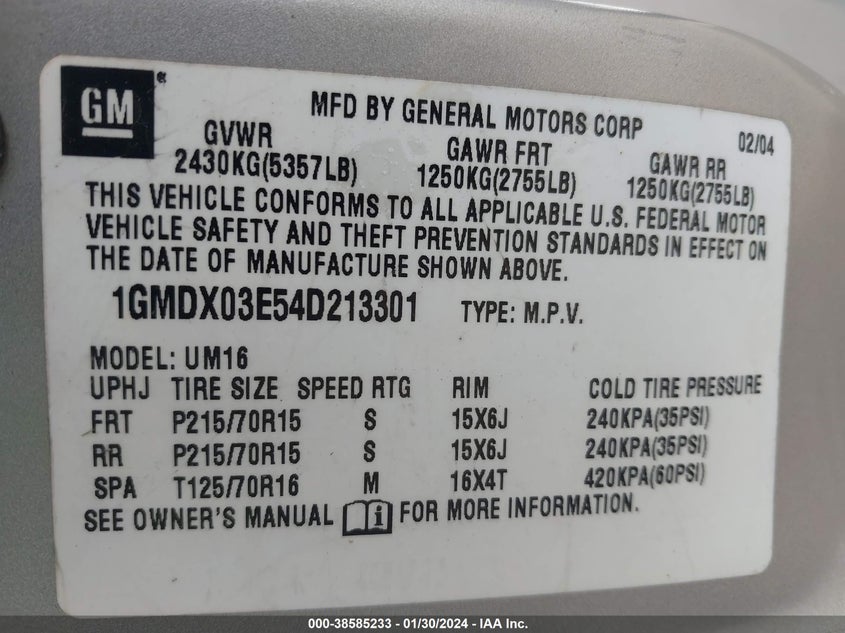 GM®
MFD BY GENERAL MOTORS CORP
02/04
GVWR GAWR FRT GAWR RR
2430KG(5357LB) 1250KG(2755LB) 1250KG(2755LB)
THIS VEHICLE CONFORMS TO ALL APPLICABLE U.S. FEDERAL MOTOR
VEHICLE SAFETY AND THEFT PREVENTION STANDARDS IN EFFECT ON
THE DATE OF MANUFACTURE SHOWN ABOVE.
1GMDX03E54D213301 TYPE: M.P.V.
MODEL: UM16
UPHJ TIRE SIZE SPEED RTG RIM COLD TIRE PRESSURE
FRT P215/70R15 S 15X6J 240KPA(35PSI)
RR P215/70R15 S 15X6J 240KPA(35PSI)
SPA T125/70R16 M 16X4T 420KPA(60PSI)
SEE OWNER'S MANUAL i FOR MORE INFORMATION.
000-38585233 - 01/30/2024 - IAA Inc.